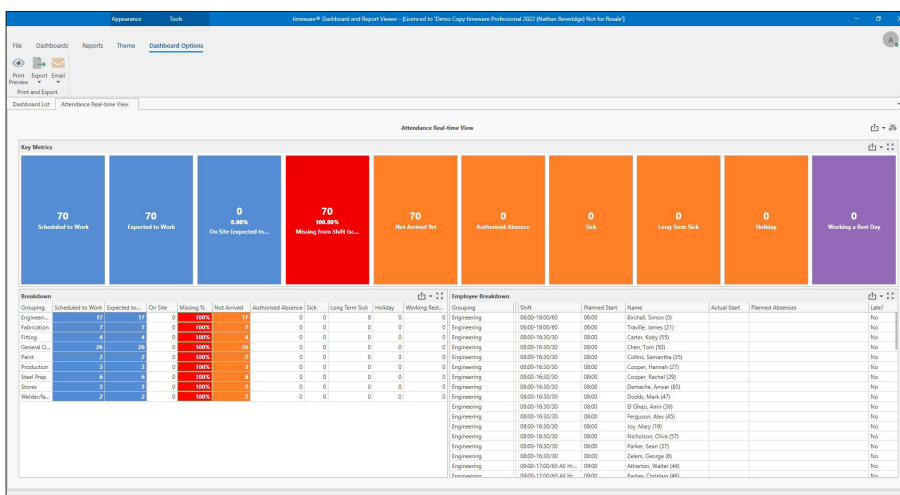 Appearance Tools timeware® Dashboard and Report Viewer - [Licenced to 'Demo Copy timeware Professional 2022 (Nathan Beveridge) Not for Resale']
File Dashboards Reports Theme Dashboard Options
A
Print Preview Export Email
Print and Export
Dashboard List Attendance Real-time View
Attendance Real-time View
Key Metrics
70 70 0 70 70 0 0 0 0 0
0.00% 100.00%
Scheduled to Work Expected to Work On Site (expected to... Missing from Shift (sc... Not Arrived Yet Authorised Absence Sick Long Term Sick Holiday Working a Rest Day
Breakdown
Grouping Scheduled to Work Expected to... On Site Missing % Not Arrived Authorised Absence Sick Long Term Sick Holiday Working Rest...
Engineeri... 17 17 0 100% 17 0 0 0 0 0
Fabrication 7 7 0 100% 7 0 0 0 0 0
Fitting 4 4 0 100% 4 0 0 0 0 0
General O... 26 26 0 100% 26 0 0 0 0 0
Paint 2 2 0 100% 2 0 0 0 0 0
Production 3 3 0 100% 3 0 0 0 0 0
Steel Prep 6 6 0 100% 6 0 0 0 0 0
Stores 3 3 0 100% 3 0 0 0 0 0
Welder/fa... 2 2 0 100% 2 0 0 0 0 0
Employee Breakdown
Grouping Shift Planned Start Name Actual Start Planned Absences Late?
Engineering 06:00-18:00/60 06:00 Birchall, Simon (3) No
Engineering 06:00-18:00/60 06:00 Traville, James (21) No
Engineering 08:00-16:30/30 08:00 Carter, Koby (55) No
Engineering 08:00-16:30/30 08:00 Chen, Tom (50) No
Engineering 08:00-16:30/30 08:00 Collins, Samantha (35) No
Engineering 08:00-16:30/30 08:00 Cooper, Hannah (27) No
Engineering 08:00-16:30/30 08:00 Cooper, Rachel (29) No
Engineering 08:00-16:30/30 08:00 Demache, Anwar (85) No
Engineering 08:00-16:30/30 08:00 Dodds, Mark (47) No
Engineering 08:00-16:30/30 08:00 El Ghazi, Amir (36) No
Engineering 08:00-16:30/30 08:00 Ferguson, Alex (45) No
Engineering 08:00-16:30/30 08:00 Joy, Mary (19) No
Engineering 08:00-16:30/30 08:00 Nicholson, Oliva (57) No
Engineering 08:00-16:30/30 08:00 Parker, Sean (37) No
Engineering 08:00-16:30/30 08:00 Zelem, George (6) No
Engineering 09:00-17:00/60 All Hr... 09:00 Atherton, Walter (44) No
Engineering 09:00-17:00/60 All Hr... 09:00 Barber, Christain (46) No